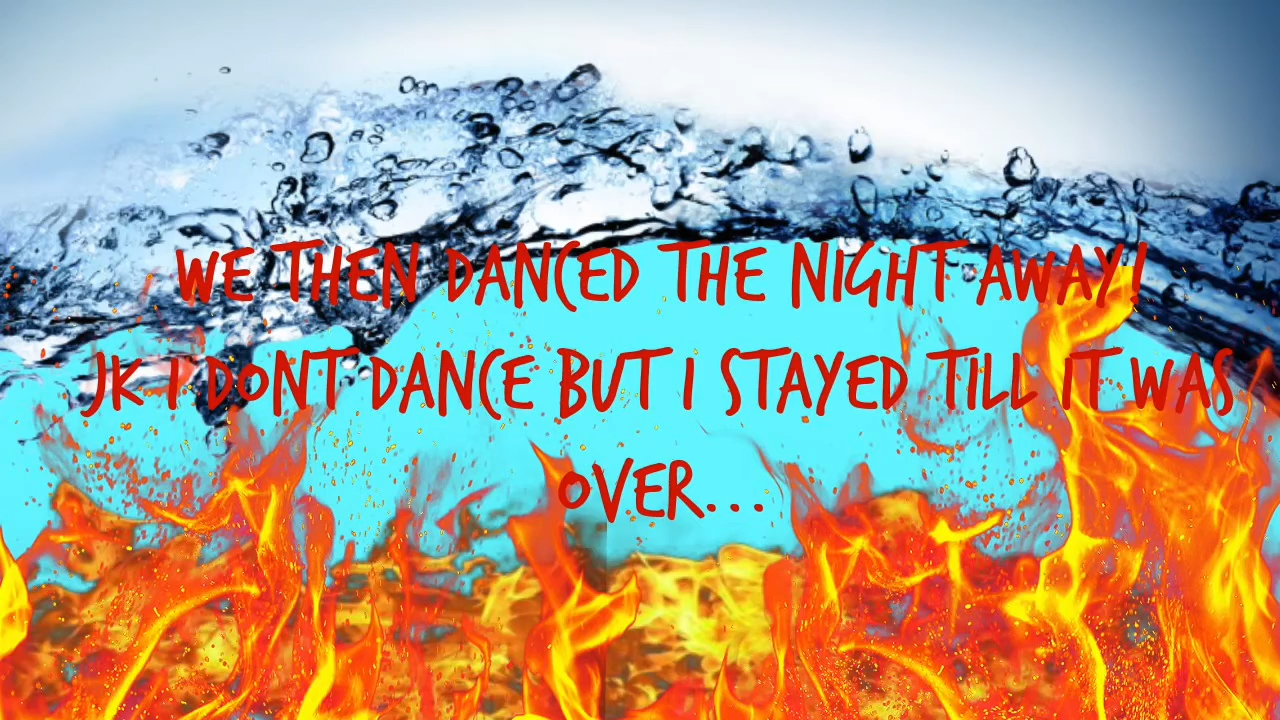 WE THEN DANCED THE NIGHT AWAY!
JK I DONT DANCE BUT I STAYED TILL IT WAS
OVER...